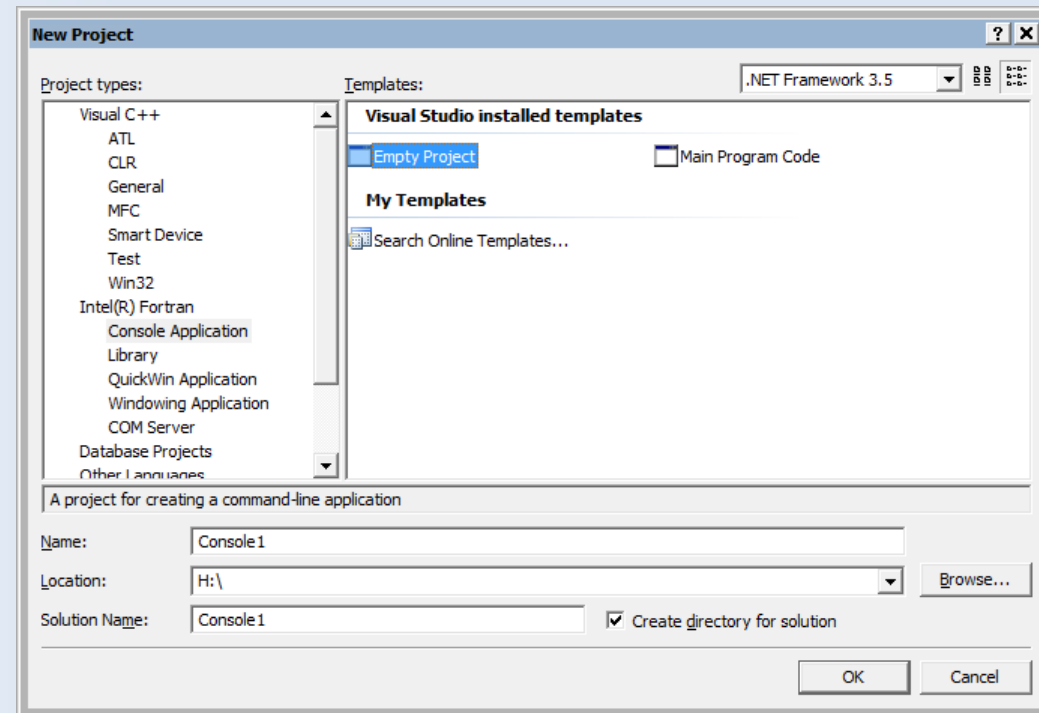 New Project
Project types:
Templates:
.NET Framework 3.5
Visual C++
ATL
CLR
General
MFC
Smart Device
Test
Win32
Intel(R) Fortran
Console Application
Library
QuickWin Application
Windowing Application
COM Server
Database Projects
Other Languages
Visual Studio installed templates
Empty Project
Main Program Code
My Templates
Search Online Templates...
A project for creating a command-line application
Name:
Console1
Location:
H:\
Browse...
Solution Name:
Console1
Create directory for solution
OK
Cancel